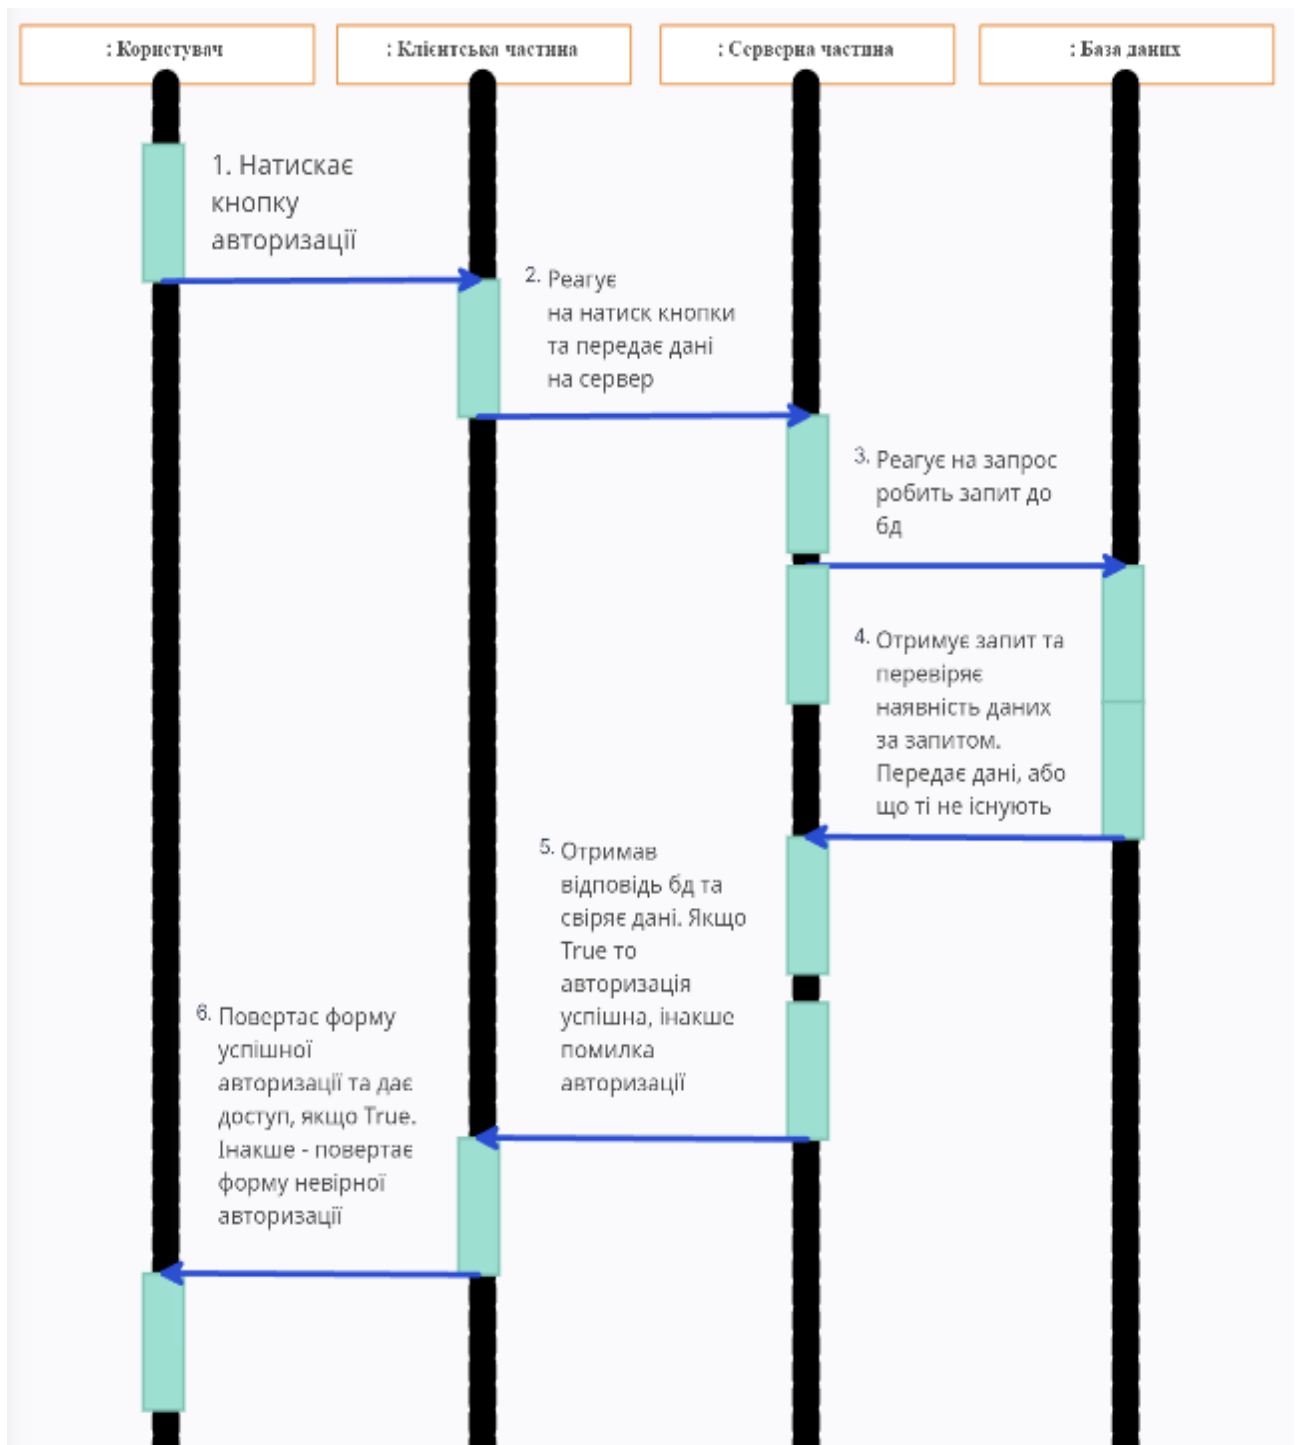 : Користувач
: Клієнтська частина
: Серверна частина
: База даних
1. Натискає
кнопку
авторизації
2. Реагує
на натиск кнопки
та передає дані
на сервер
3. Реагує на запрос
робить запит до
бд
4. Отримує запит та
перевіряє
наявність даних
за запитом.
Передає дані, або
що ті не існують
5. Отримав
відповідь бд та
свіряє дані. Якщо
True то
авторизація
успішна, інакше
помилка
авторизації
6. Повертає форму
успішної
авторизації та дає
доступ, якщо True.
Інакше - повертає
форму невірної
авторизації